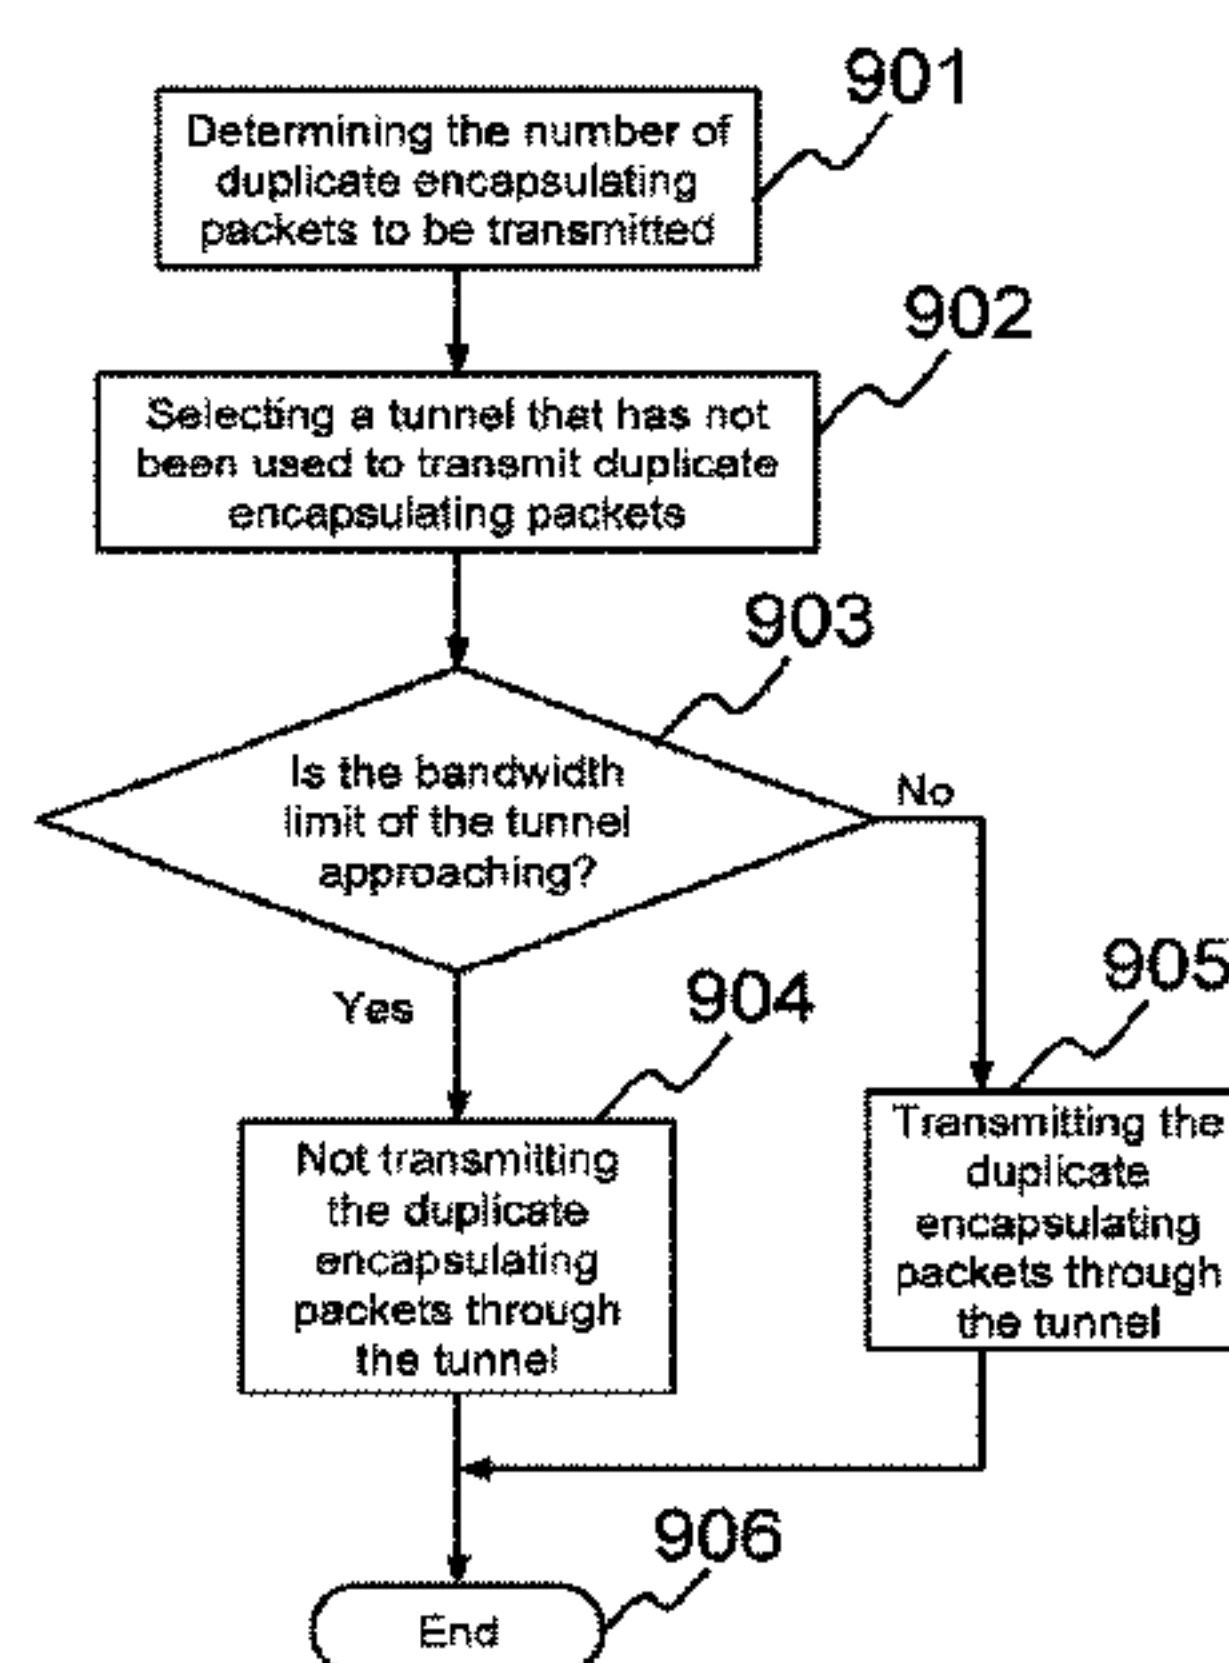 901
Determining the number of
duplicate encapsulating
packets to be transmitted
902
Selecting a tunnel that has not
been used to transmit duplicate
encapsulating packets
903
Is the bandwidth
limit of the tunnel
approaching?
No
Yes
904
905
Not transmitting
the duplicate
encapsulating
packets through
the tunnel
Transmitting the
duplicate
encapsulating
packets through
the tunnel
906
End